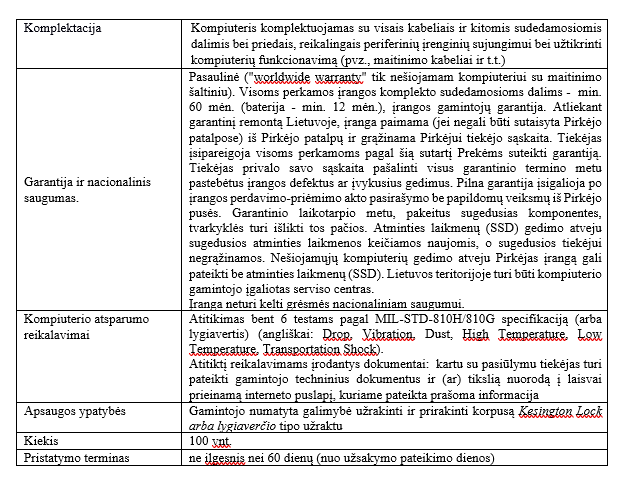 Komplektacija
Kompiuteris komplektuojamas su visais kabeliais ir kitomis sudedamosiomis
dalimis bei priedais, reikalingais periferinių įrenginių sujungimui bei užtikrinti
kompiuterių funkcionavimą (pvz., maitinimo kabeliai ir t.t.)
Garantija ir nacionalinis
saugumas.
Pasaulinė ("worldwide warranty" tik nešiojamam kompiuteriui su maitinimo
šaltiniu). Visoms perkamos įrangos komplekto sudedamosioms dalims - min.
60 mėn. (baterija - min. 12 mėn.), įrangos gamintojų garantija. Atliekant
garantinį remontą Lietuvoje, įranga paimama (jei negali būti sutaisyta Pirkėjo
patalpose) iš Pirkėjo patalpų ir grąžinama Pirkėjui tiekėjo sąskaita. Tiekėjas
įsipareigoja visoms perkamoms pagal šią sutartį Prekėms suteikti garantiją.
Tiekėjas privalo savo sąskaita pašalinti visus garantinio termino metu
pastebėtus įrangos defektus ar įvykusius gedimus. Pilna garantija įsigalioja po
įrangos perdavimo-priėmimo akto pasirašymo be papildomų veiksmų iš Pirkėjo
pusės. Garantinio laikotarpio metu, pakeitus sugedusias komponentes,
tvarkyklės turi išlikti tos pačios. Atminties laikmenų (SSD) gedimo atveju
sugedusios atminties laikmenos keičiamos naujomis, o sugedusios tiekėjui
negrąžinamos. Nešiojamųjų kompiuterių gedimo atveju Pirkėjas įrangą gali
pateikti be atminties laikmenų (SSD). Lietuvos teritorijoje turi būti kompiuterio
gamintojo įgaliotas serviso centras.
Įranga neturi kelti grėsmės nacionaliniam saugumui.
Kompiuterio atsparumo
reikalavimai
Atitikimas bent 6 testams pagal MIL-STD-810H/810G specifikaciją (arba
lygiavertis) (angliškai: Drop, Vibration, Dust, High Temperature, Low
Temperature, Transportation Shock).
Atitiktį reikalavimams įrodantys dokumentai: kartu su pasiūlymu tiekėjas turi
pateikti gamintojo techninius dokumentus ir (ar) tikslią nuorodą į laisvai
prieinamą interneto puslapį, kuriame pateikta prašoma informacija
Apsaugos ypatybės
Gamintojo numatyta galimybė užrakinti ir prirakinti korpusą Kesington Lock
arba lygiaverčio tipo užraktu
Kiekis
100 vnt.
Pristatymo terminas
ne ilgesnis nei 60 dienų (nuo užsakymo pateikimo dienos)